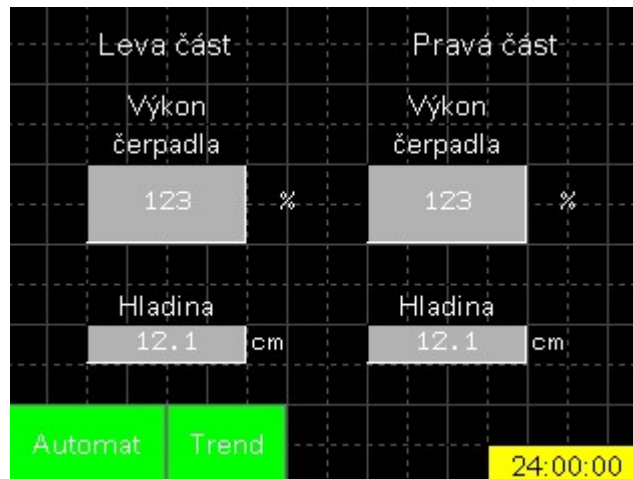 Leva část
Pravá část
Výkon
čerpadla
Výkon
čerpadla
123 %
123 %
Hladina
Hladina
12.1 cm
12.1 cm
Automat
Trend
24:00:00